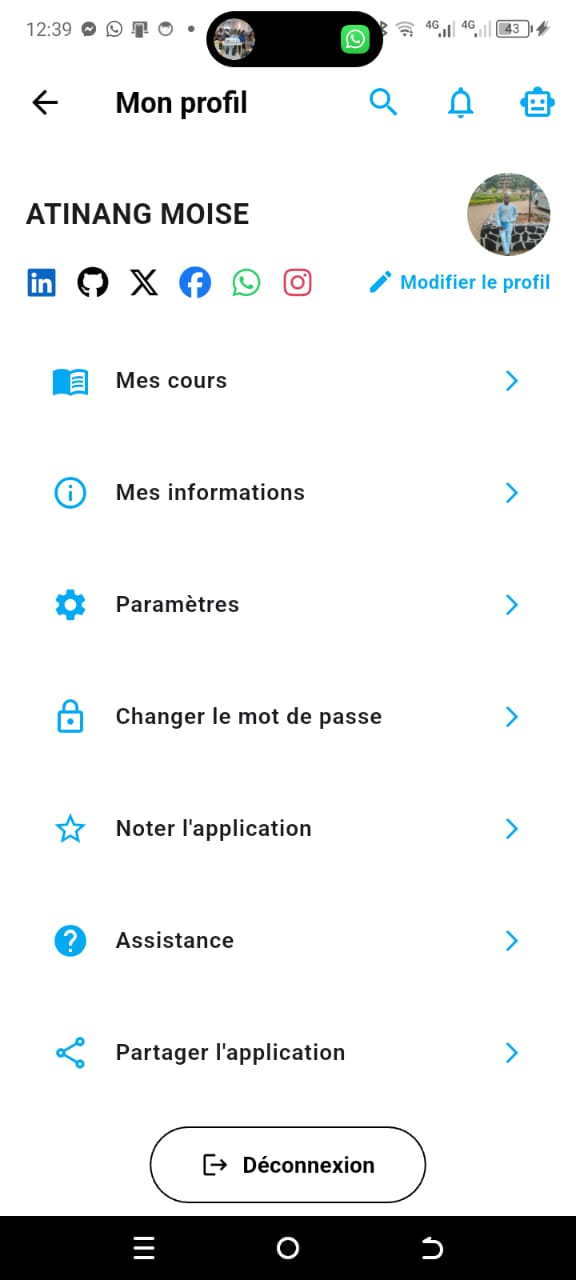 12:39
4G
4G
43
Mon profil
ATINANG MOISE
in
Modifier le profil
Mes cours
Mes informations
Paramètres
Changer le mot de passe
Noter l'application
Assistance
Partager l'application
Déconnexion